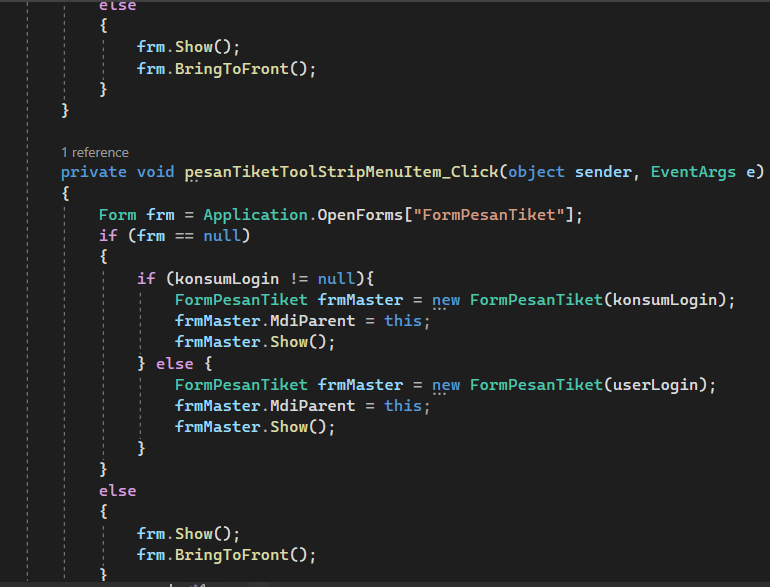 else
{
frm.Show();
frm.BringToFront();
}
}
1 reference
private void pesanTiketToolStripMenuItem_Click(object sender, EventArgs e)
{
Form frm = Application.OpenForms["FormPesanTiket"];
if (frm == null)
{
if (konsumLogin != null){
FormPesanTiket frmMaster = new FormPesanTiket(konsumLogin);
frmMaster.MdiParent = this;
frmMaster.Show();
} else {
FormPesanTiket frmMaster = new FormPesanTiket(userLogin);
frmMaster.MdiParent = this;
frmMaster.Show();
}
}
else
{
frm.Show();
frm.BringToFront();
}